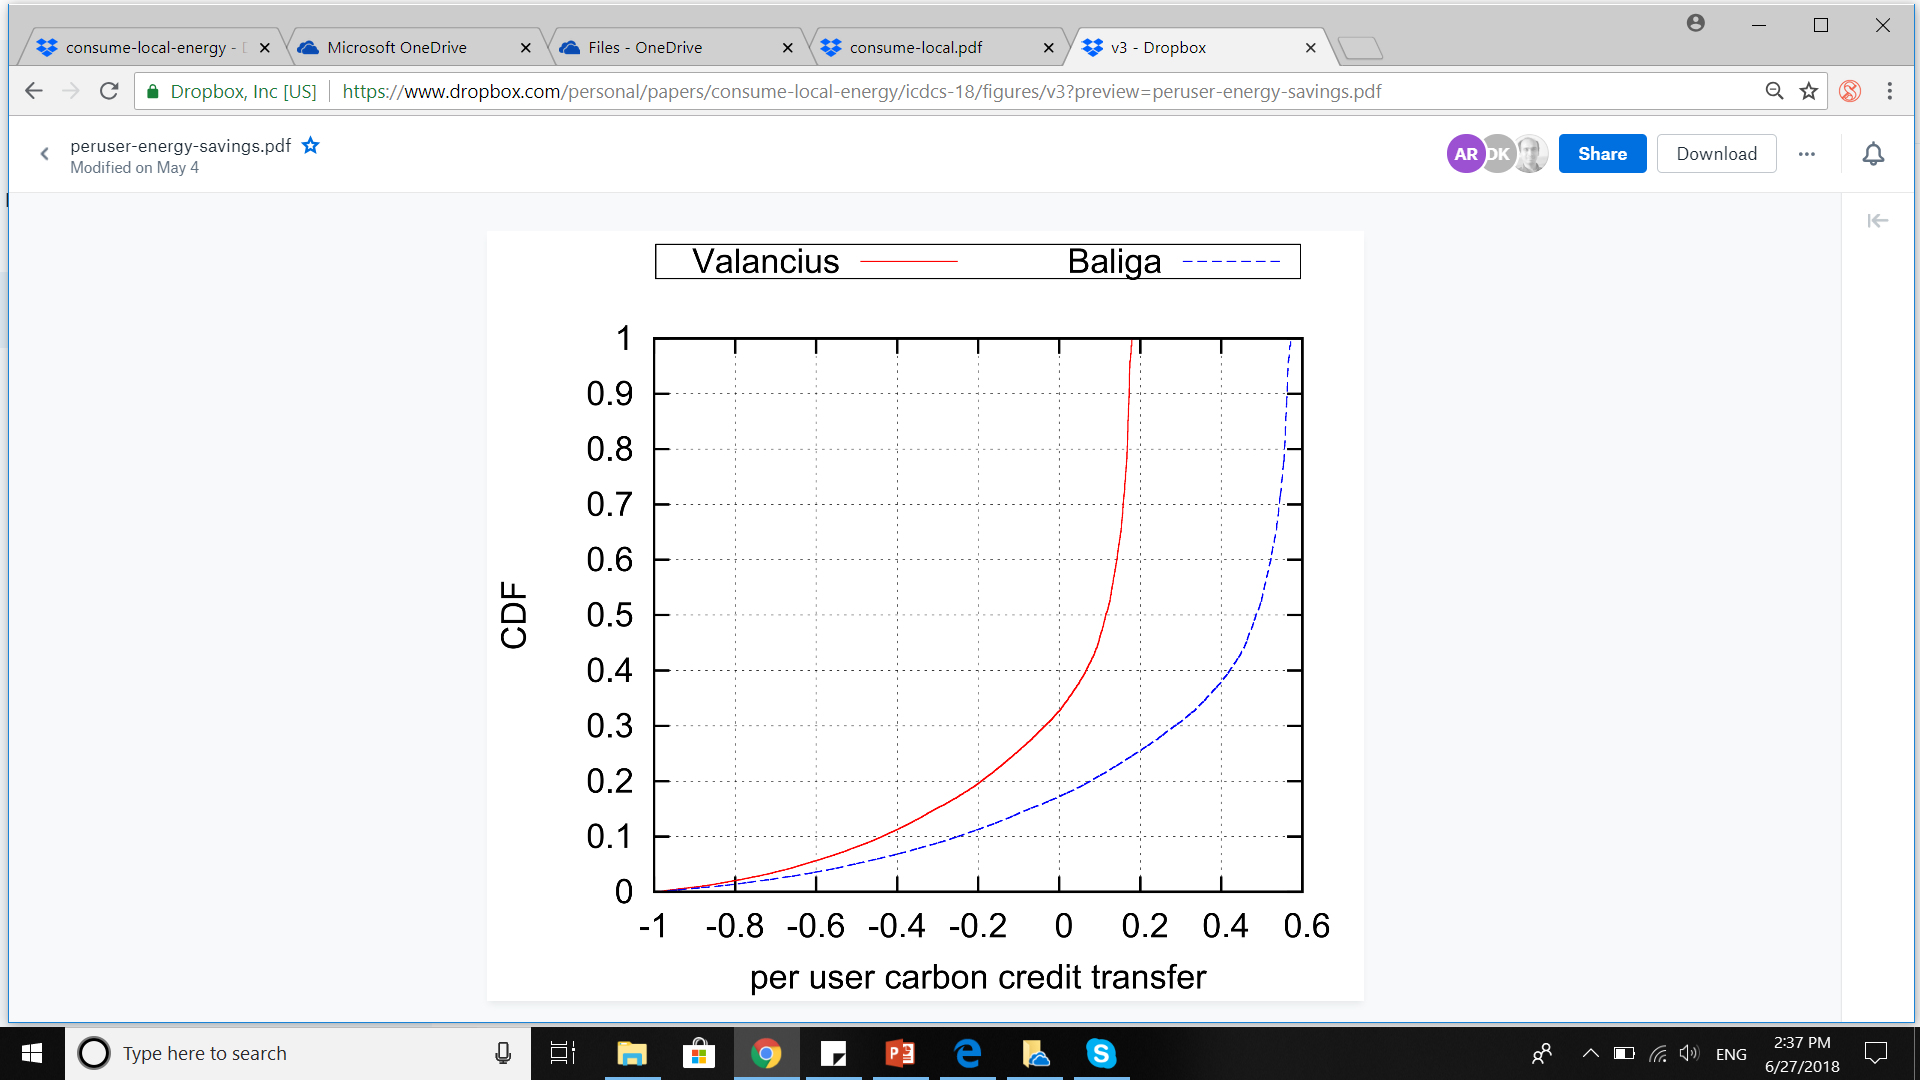 consume-local-energy - D
Microsoft OneDrive
Files - OneDrive
consume-local.pdf
v3 - Dropbox
Dropbox, Inc [US]
https://www.dropbox.com/personal/papers/consume-local-energy/icdcs-18/figures/v3?preview=peruser-energy-savings.pdf
peruser-energy-savings.pdf
Modified on May 4
AR
DK
Share
Download
Valancius
Baliga
1
0.9
0.8
0.7
0.6
0.5
0.4
0.3
0.2
0.1
0
CDF
-1 -0.8 -0.6 -0.4 -0.2 0 0.2 0.4 0.6
per user carbon credit transfer
Type here to search
ENG
2:37 PM
6/27/2018